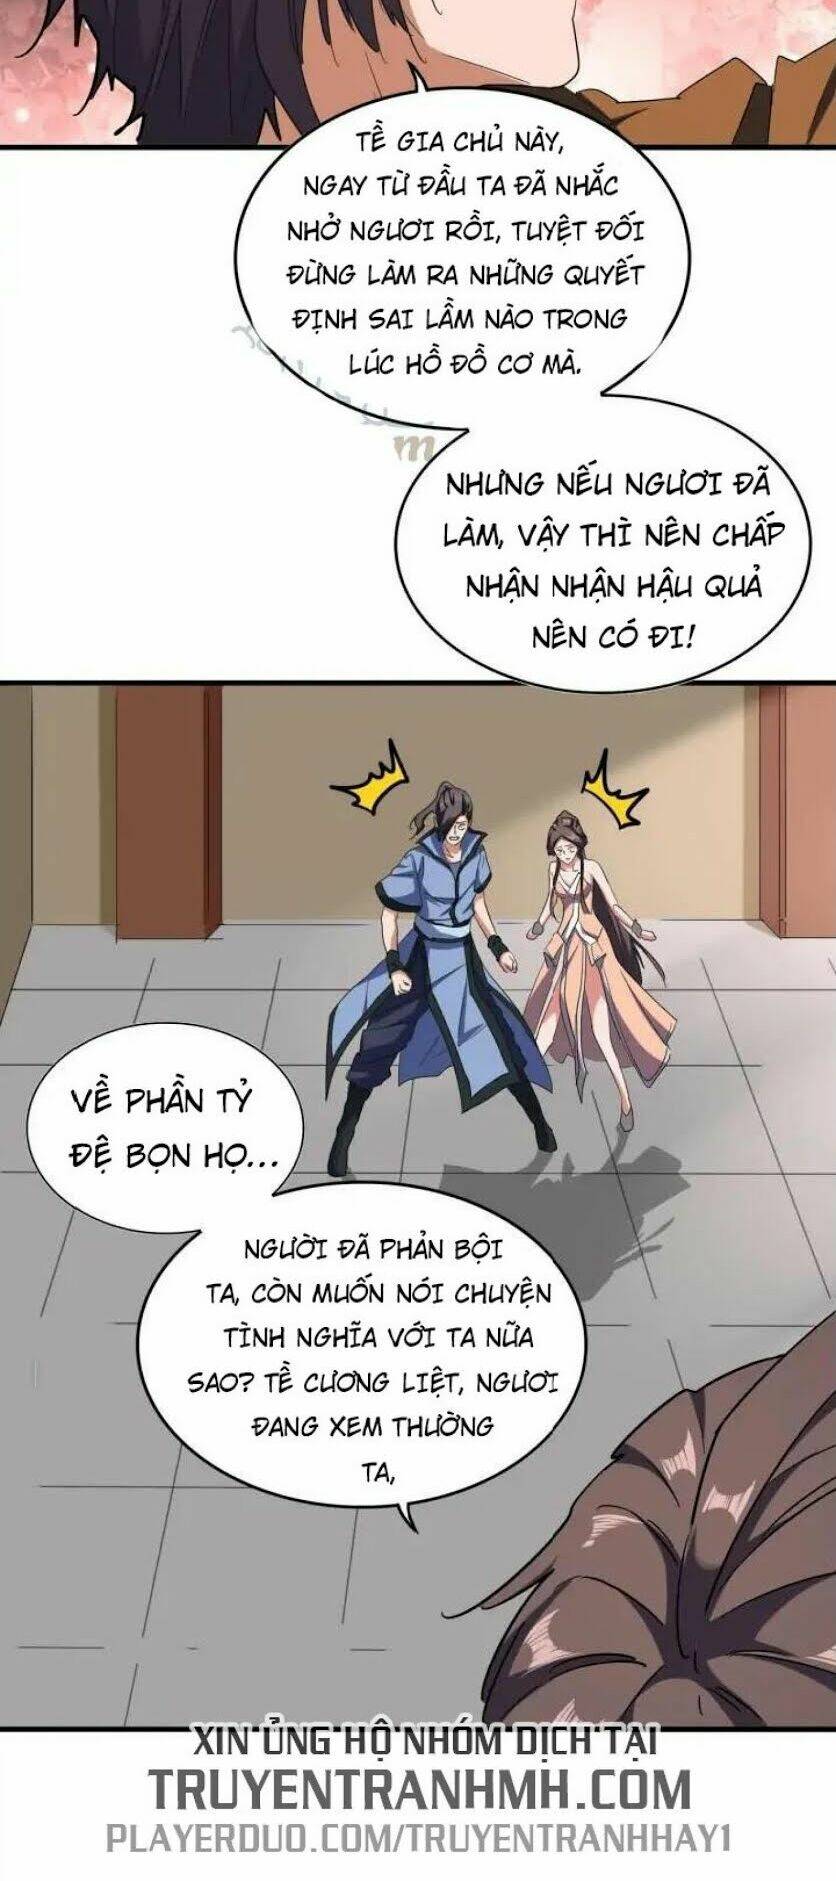 TỀ GIA CHỦ NÀY,
NGAY TỪ ĐẦU TA ĐÃ NHẮC
NHỞ NGƯƠI RỒI, TUYỆT ĐỐI
ĐỪNG LÀM RA NHỮNG QUYẾT
ĐỊNH SAI LẦM NÀO TRONG
LÚC HỒ ĐỒ CƠ MÀ.
NHƯNG NẾU NGƯƠI ĐÃ
LÀM, VẬY THÌ NÊN CHẤP
NHẬN NHẬN HẬU QUẢ
NÊN CÓ ĐI!
VỀ PHẦN TỶ
ĐỆ BỌN HỌ...
NGƯỜI ĐÃ PHẢN BỘI
TA, CÒN MUỐN NÓI CHUYỆN
TÌNH NGHĨA VỚI TA NỮA
SAO? TỀ CƯƠNG LIỆT, NGƯƠI
ĐANG XEM THƯỜNG
TA,
XIN ỦNG HỘ NHÓM DỊCH TẠI
TRUYENTRANHMH.COM
PLAYERDUO.COM/TRUYENTRANHHAY1